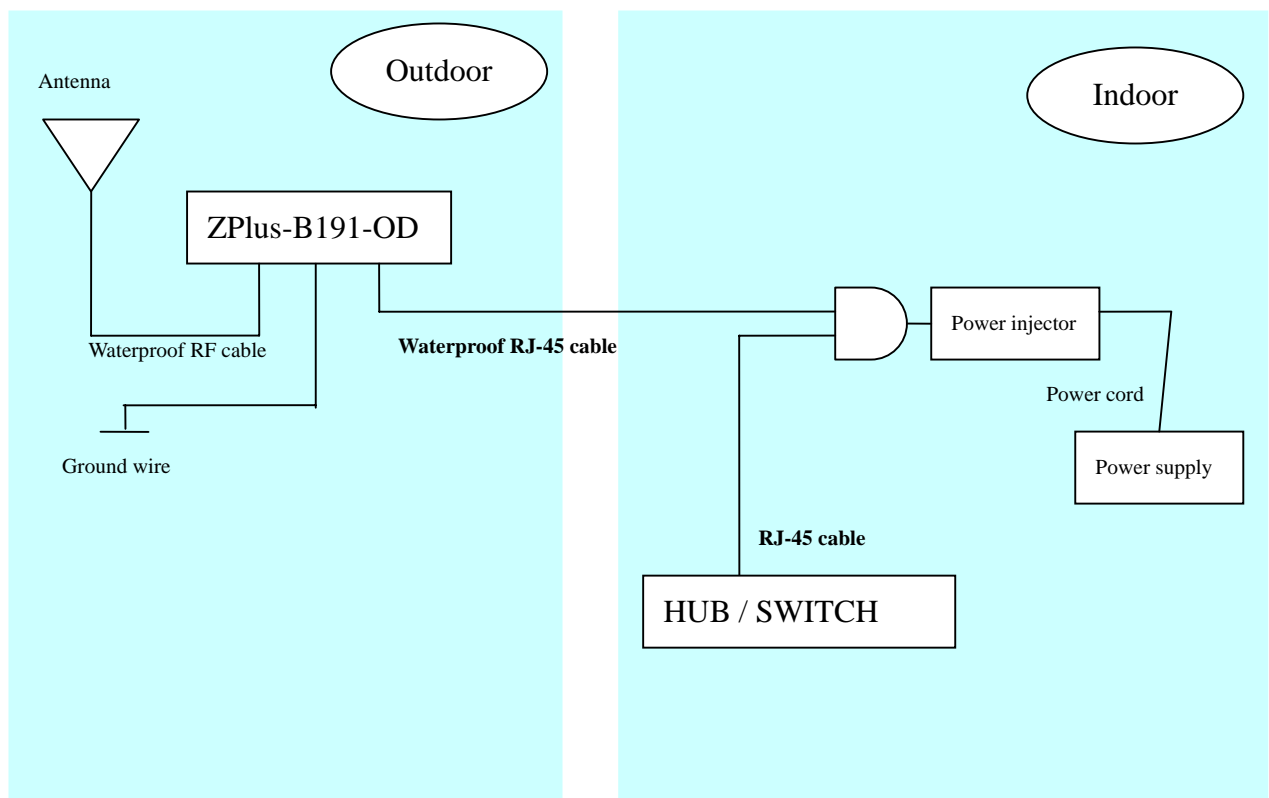 Outdoor
Antenna
ZPlus-B191-OD
Waterproof RF cable
Waterproof RJ-45 cable
Ground wire
Indoor
Power injector
Power cord
Power supply
RJ-45 cable
HUB / SWITCH